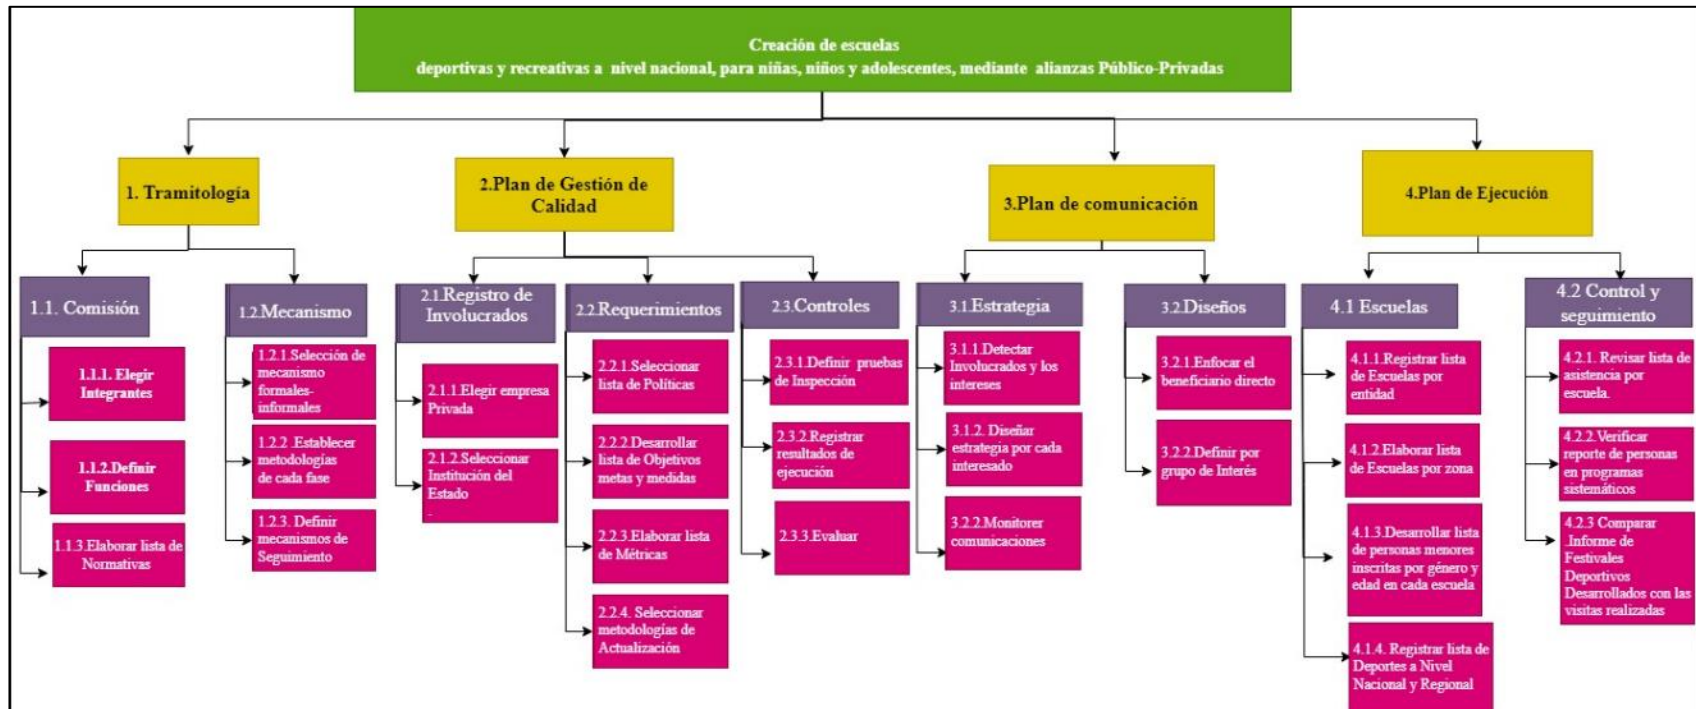 Creación de escuelas
deportivas y recreativas a nivel nacional, para niñas, niños y adolescentes, mediante alianzas Público-Privadas
1. Tramitología
2.Plan de Gestión de
Calidad
3.Plan de comunicación
4.Plan de Ejecución
1.1. Comisión
1.1.1. Elegir
Integrantes
1.1.2.Definir
Funciones
1.1.3.Elaborar lista de
Normativas
1.2.Mecanismo
1.2.1.Selección de
mecanismo
formales-
informales
1.2.2 .Establecer
metodologías
de cada fase
1.2.3. Definir
mecanismos de
Seguimiento
2.1.Registro de
Involucrados
2.1.1.Elegir empresa
Privada
2.1.2.Seleccionar
Institución del
Estado
.
2.2.Requerimientos
2.2.1.Seleccionar
lista de Políticas
2.2.2.Desarrollar
lista de Objetivos
metas y medidas
2.2.3.Elaborar lista
de Métricas
2.2.4. Seleccionar
metodologías de
Actualización
2.3.Controles
2.3.1.Definir pruebas
de Inspección
2.3.2.Registrar
resultados de
ejecución
2.3.3.Evaluar
3.1.Estrategia
3.1.1.Detectar
Involucrados y los
intereses
3.1.2. Diseñar
estrategia por cada
interesado
3.2.2.Monitorer
comunicaciones
3.2.Diseños
3.2.1.Enfocar el
beneficiario directo
3.2.2.Definir por
grupo de Interés
4.1 Escuelas
4.1.1.Registrar lista
de Escuelas por
entidad
4.1.2.Elaborar lista
de Escuelas por zona
4.1.3.Desarrollar lista
de personas menores
inscritas por género y
edad en cada escuela
4.1.4. Registrar lista de
Deportes a Nivel
Nacional y Regional
4.2 Control y
seguimiento
4.2.1. Revisar lista de
asistencia por
escuela.
4.2.2.Verificar
reporte de personas
en programas
sistemáticos
4.2.3 Comparar
.Informe de
Festivales
Deportivos
Desarrollados con las
visitas realizadas